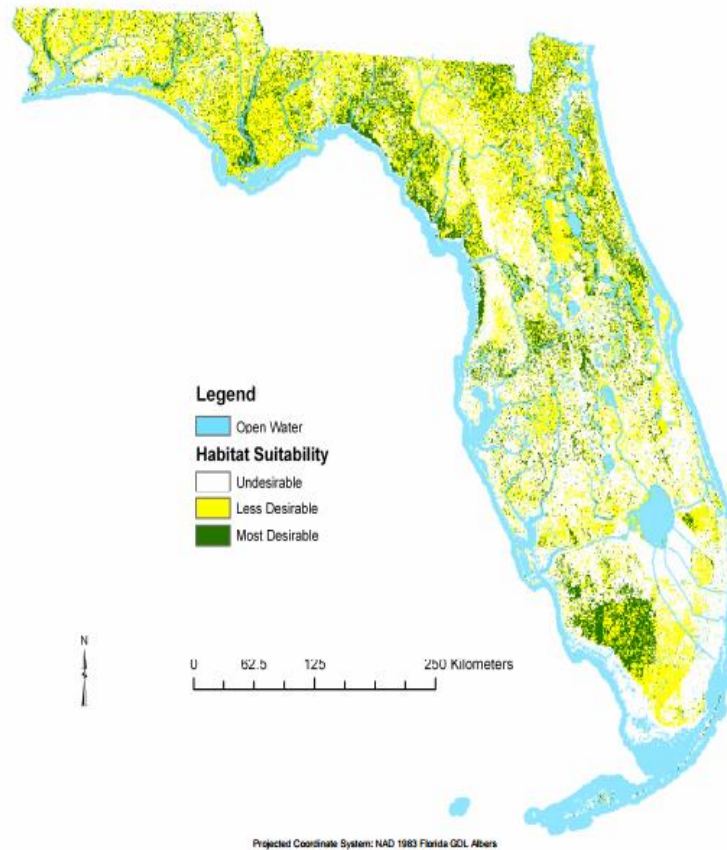 Legend
Open Water
Habitat Suitability
Undesirable
Less Desirable
Most Desirable
N
0 62.5 125 250 Kilometers
Projected Coordinate System: NAD 1983 Florida GDL Albers